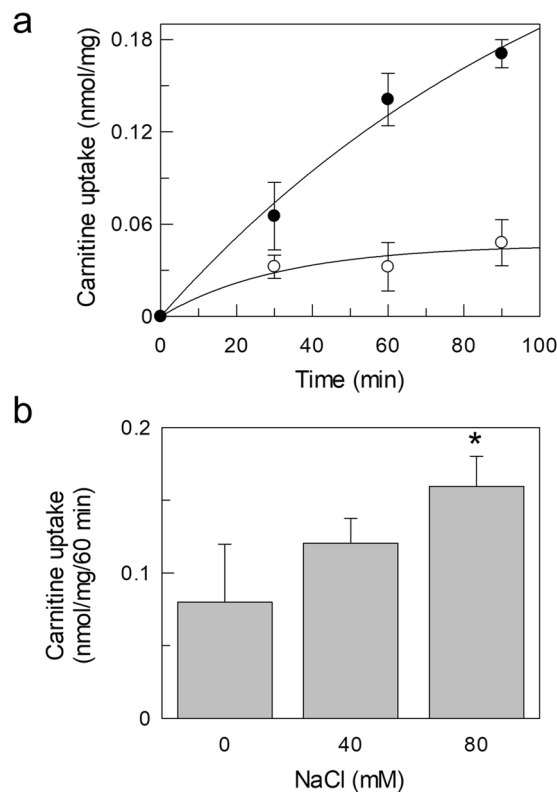 a
Carnitine uptake (nmol/mg)
0.18
0.12
0.06
0
0 20 40 60 80 100
Time (min)
b
Carnitine uptake
(nmol/mg/60 min)
0.2
*
0.1
0
0 40 80
NaCl (mM)